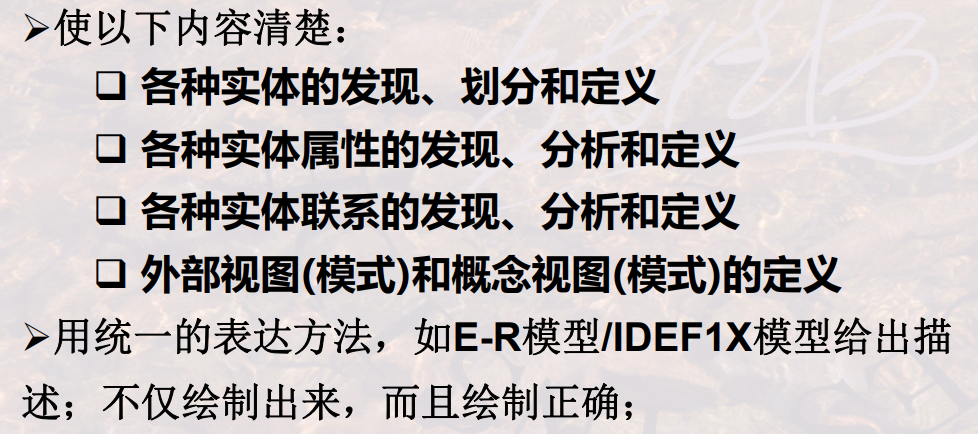 ➢使以下内容清楚：
❑ 各种实体的发现、划分和定义
❑ 各种实体属性的发现、分析和定义
❑ 各种实体联系的发现、分析和定义
❑ 外部视图(模式)和概念视图(模式)的定义
➢用统一的表达方法，如E-R模型/IDEF1X模型给出描
述；不仅绘制出来，而且绘制正确；